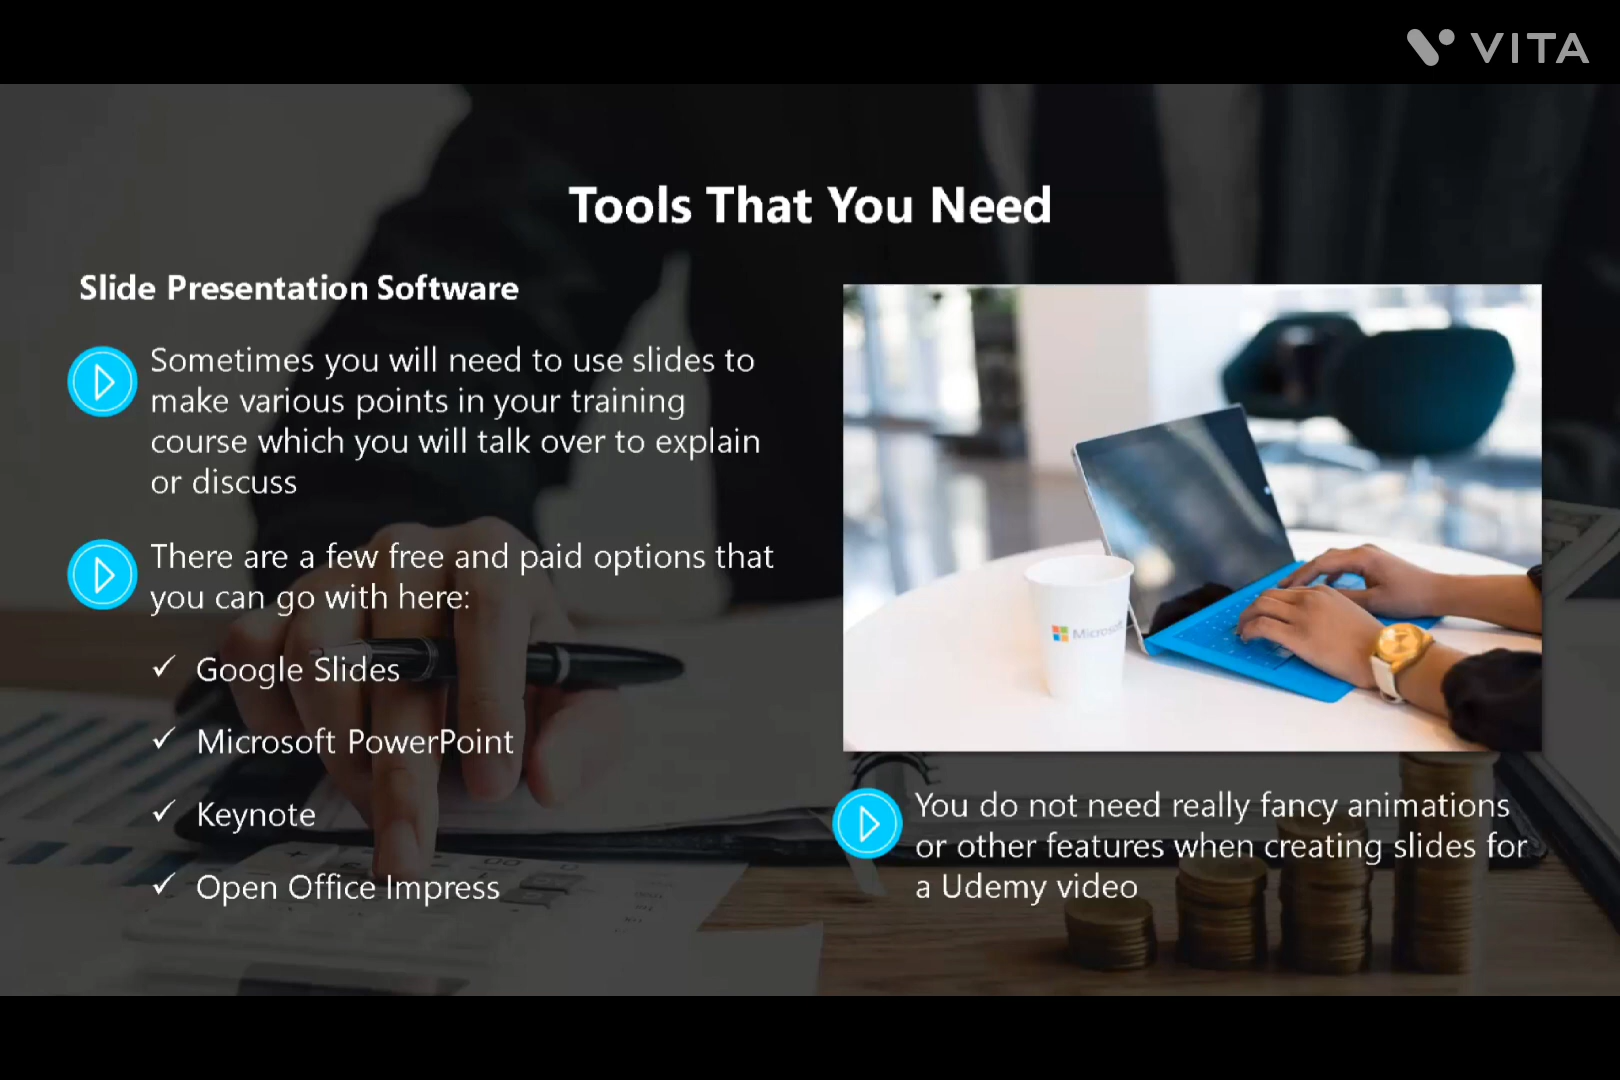 VITA
Tools That You Need
Slide Presentation Software
Sometimes you will need to use slides to
make various points in your training
course which you will talk over to explain
or discuss
There are a few free and paid options that
you can go with here:
Google Slides
Microsoft PowerPoint
Keynote
Open Office Impress
Microsoft
You do not need really fancy animations
or other features when creating slides for
a Udemy video